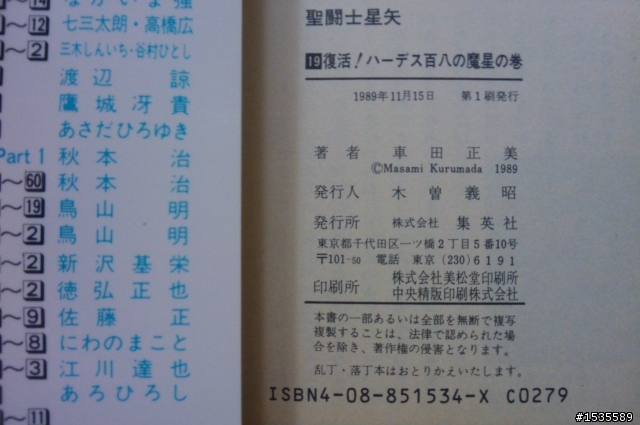 ⑭ながいま強
〜⑫七三太朗・高橋広
〜②三木しんいち・谷村ひとし
渡辺 諒
鷹城冴貴
あさだひろゆき
Part 1 秋本 治
〜60 秋本 治
〜⑲鳥山 明
〜②鳥山 明
〜②新沢基栄
〜②徳弘正也
〜⑨佐藤 正
〜⑧にわのまこと
〜③江川達也
あろひろし
〜⑪
聖闘士星矢
19復活!ハーデス百八の魔星の巻
1989年11月15日 第1刷発行
著者 車田正美
©Masami Kurumada 1989
発行人 木曽義昭
発行所 株式会社 集英社
東京都千代田区一ツ橋2丁目5番10号
〒101-50 電話 東京(230)6191
印刷所 株式会社美松堂印刷所
中央精版印刷株式会社
本書の一部あるいは全部を無断で複写
複製することは、法律で認められた場
合を除き、著作権の侵害となります。
乱丁・落丁本はおとりかえいたします。
ISBN4-08-851534-X C0279
#1535589